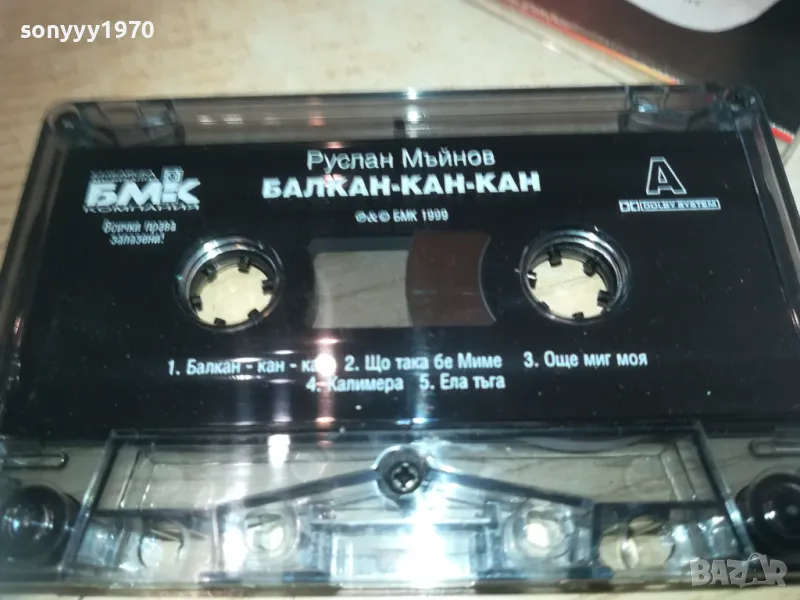 sonyyy1970
Руслан Мъйнов
БАЛКАН-КАН-КАН
БМК
КОМПАНИЯ
Всички права
запазени!
℗&© БМК 1999
A
DOLBY SYSTEM
1. Балкан - кан - кан 2. Що така бе Миме 3. Още миг моя
4. Калимера 5. Ела тъга
BAZAR